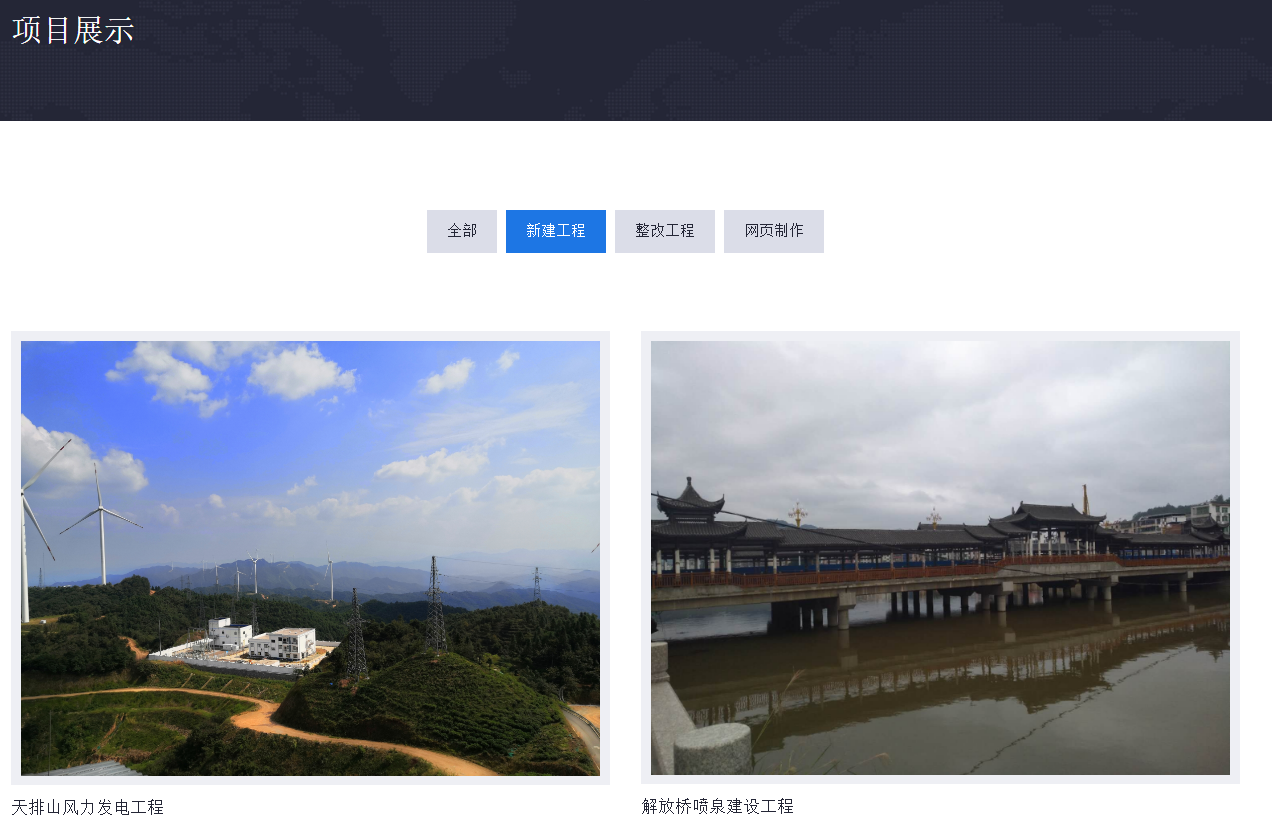 项目展示
全部
新建工程
整改工程
网页制作
天排山风力发电工程
解放桥喷泉建设工程